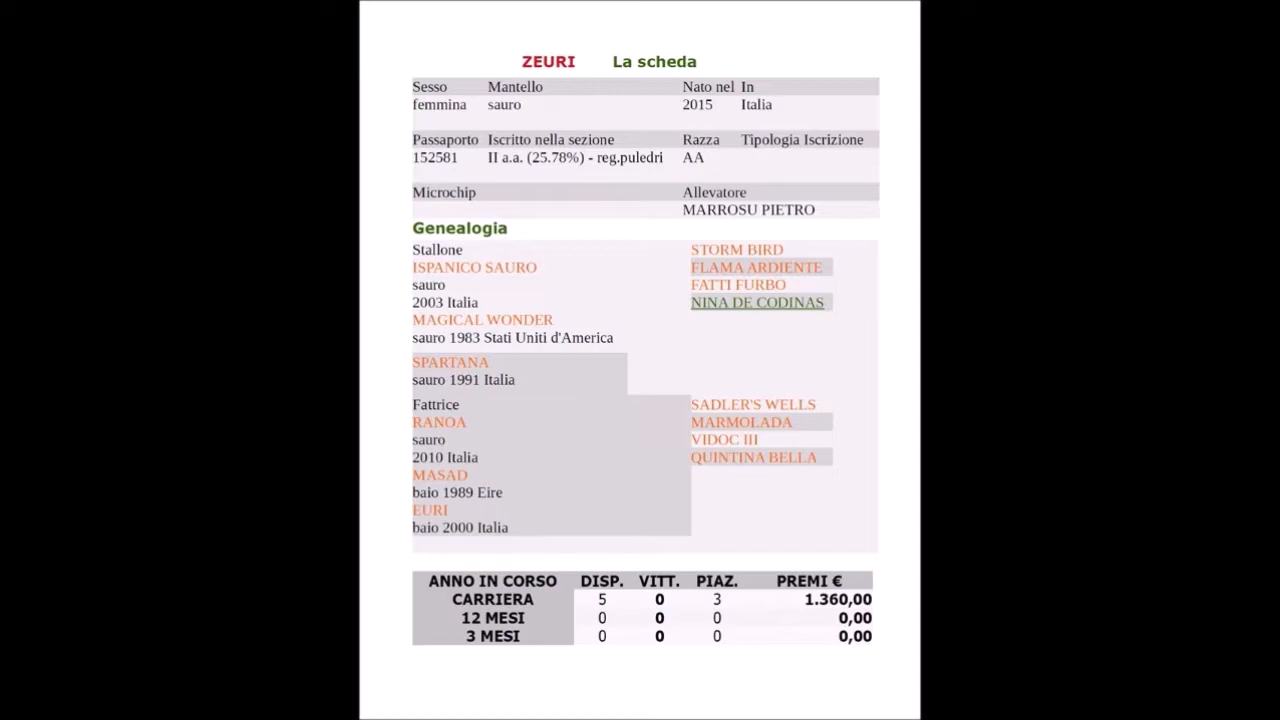 ZEURI La scheda
Sesso Mantello Nato nel In
femmina sauro 2015 Italia
Passaporto Iscritto nella sezione Razza Tipologia Iscrizione
152581 II a.a. (25.78%) - reg.puledri AA
Microchip Allevatore
MARROSU PIETRO
Genealogia
Stallone STORM BIRD
ISPANICO SAURO FLAMA ARDIENTE
sauro FATTI FURBO
2003 Italia NINA DE CODINAS
MAGICAL WONDER
sauro 1983 Stati Uniti d'America
SPARTANA
sauro 1991 Italia
Fattrice SADLER'S WELLS
RANOA MARMOLADA
sauro VIDOC III
2010 Italia QUINTINA BELLA
MASAD
baio 1989 Eire
EURI
baio 2000 Italia
ANNO IN CORSO DISP. VITT. PIAZ. PREMI €
CARRIERA 5 0 3 1.360,00
12 MESI 0 0 0 0,00
3 MESI 0 0 0 0,00